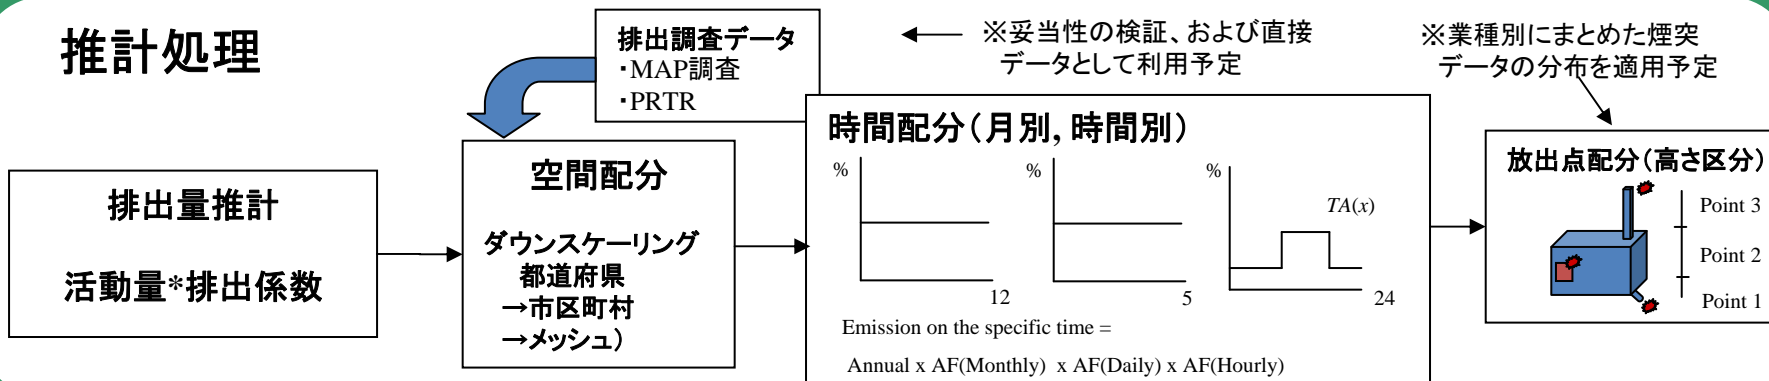 推計処理
排出調査データ
・MAP調査
・PRTR
※妥当性の検証、および直接
データとして利用予定
※業種別にまとめた煙突
データの分布を適用予定
排出量推計
活動量*排出係数
空間配分
ダウンスケーリング
都道府県
→市区町村
→メッシュ）
時間配分（月別, 時間別）
%
12
%
5
%
TA(x)
24
Emission on the specific time =
Annual x AF(Monthly) x AF(Daily) x AF(Hourly)
放出点配分（高さ区分）
Point 3
Point 2
Point 1